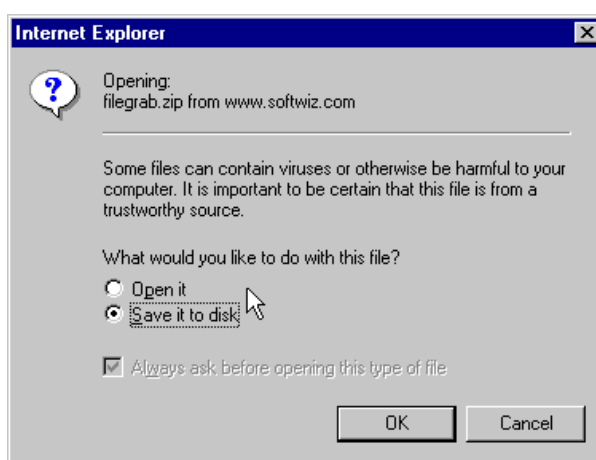 Internet Explorer
Opening:
filegrab.zip from www.softwiz.com
Some files can contain viruses or otherwise be harmful to your
computer. It is important to be certain that this file is from a
trustworthy source.
What would you like to do with this file?
Open it
Save it to disk
Always ask before opening this type of file
OK Cancel